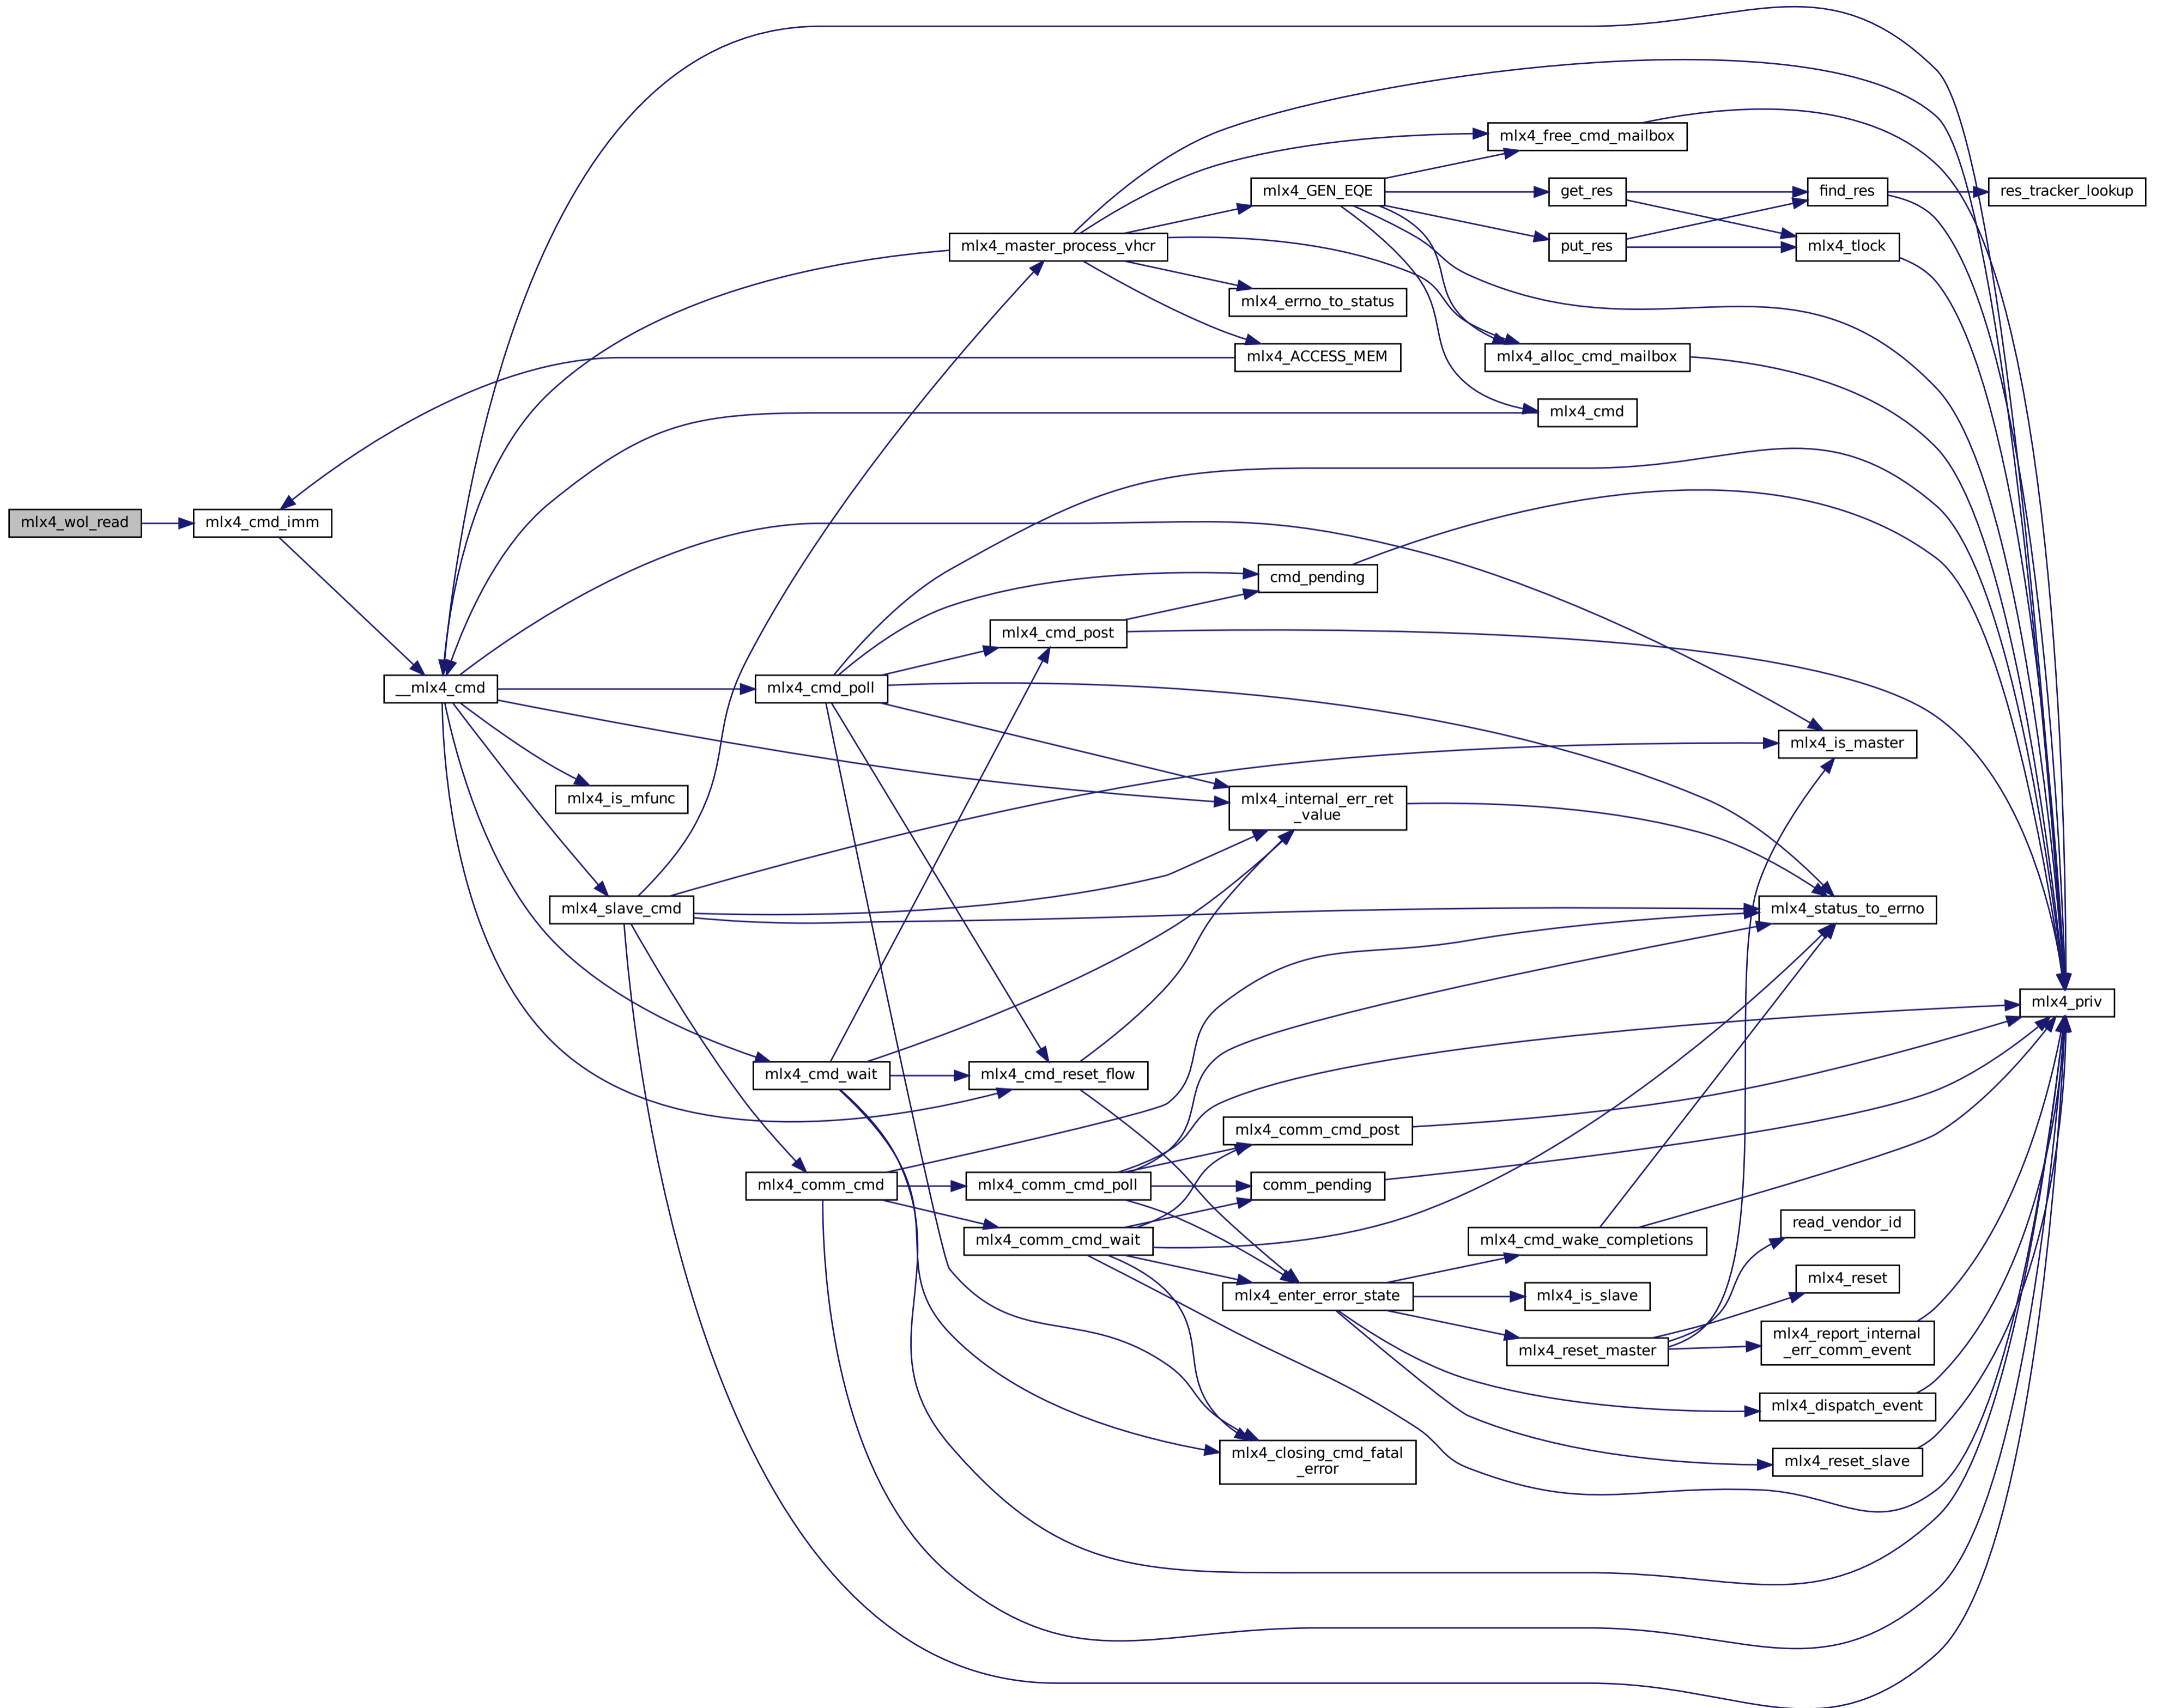 mlx4_free_cmd_mailbox
mlx4_GEN_EQE
get_res
find_res
res_tracker_lookup
mlx4_master_process_vhcr
put_res
mlx4_tlock
mlx4_errno_to_status
mlx4_ACCESS_MEM
mlx4_alloc_cmd_mailbox
mlx4_cmd
mlx4_wol_read
mlx4_cmd_imm
cmd_pending
mlx4_cmd_post
__mlx4_cmd
mlx4_cmd_poll
mlx4_is_master
mlx4_is_mfunc
mlx4_internal_err_ret
_value
mlx4_slave_cmd
mlx4_status_to_errno
mlx4_priv
mlx4_cmd_wait
mlx4_cmd_reset_flow
mlx4_comm_cmd_post
mlx4_comm_cmd
mlx4_comm_cmd_poll
comm_pending
read_vendor_id
mlx4_comm_cmd_wait
mlx4_cmd_wake_completions
mlx4_reset
mlx4_enter_error_state
mlx4_is_slave
mlx4_reset_master
mlx4_report_internal
_err_comm_event
mlx4_dispatch_event
mlx4_closing_cmd_fatal
_error
mlx4_reset_slave